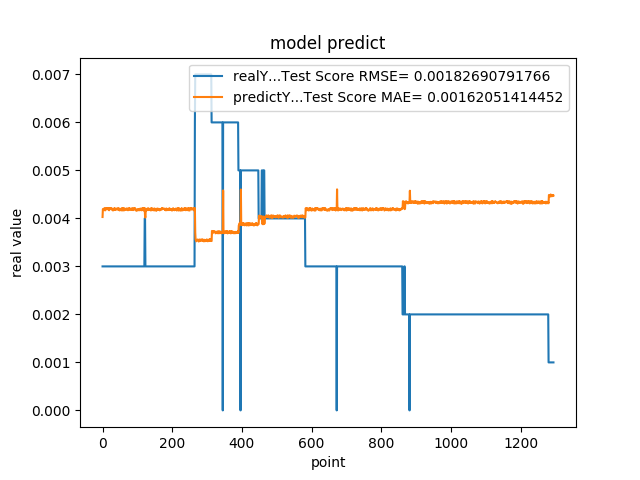 model predict
realY...Test Score RMSE= 0.00182690791766
predictY...Test Score MAE= 0.00162051414452
0.007
0.006
0.005
0.004
0.003
0.002
0.001
0.000
real value
0 200 400 600 800 1000 1200
point